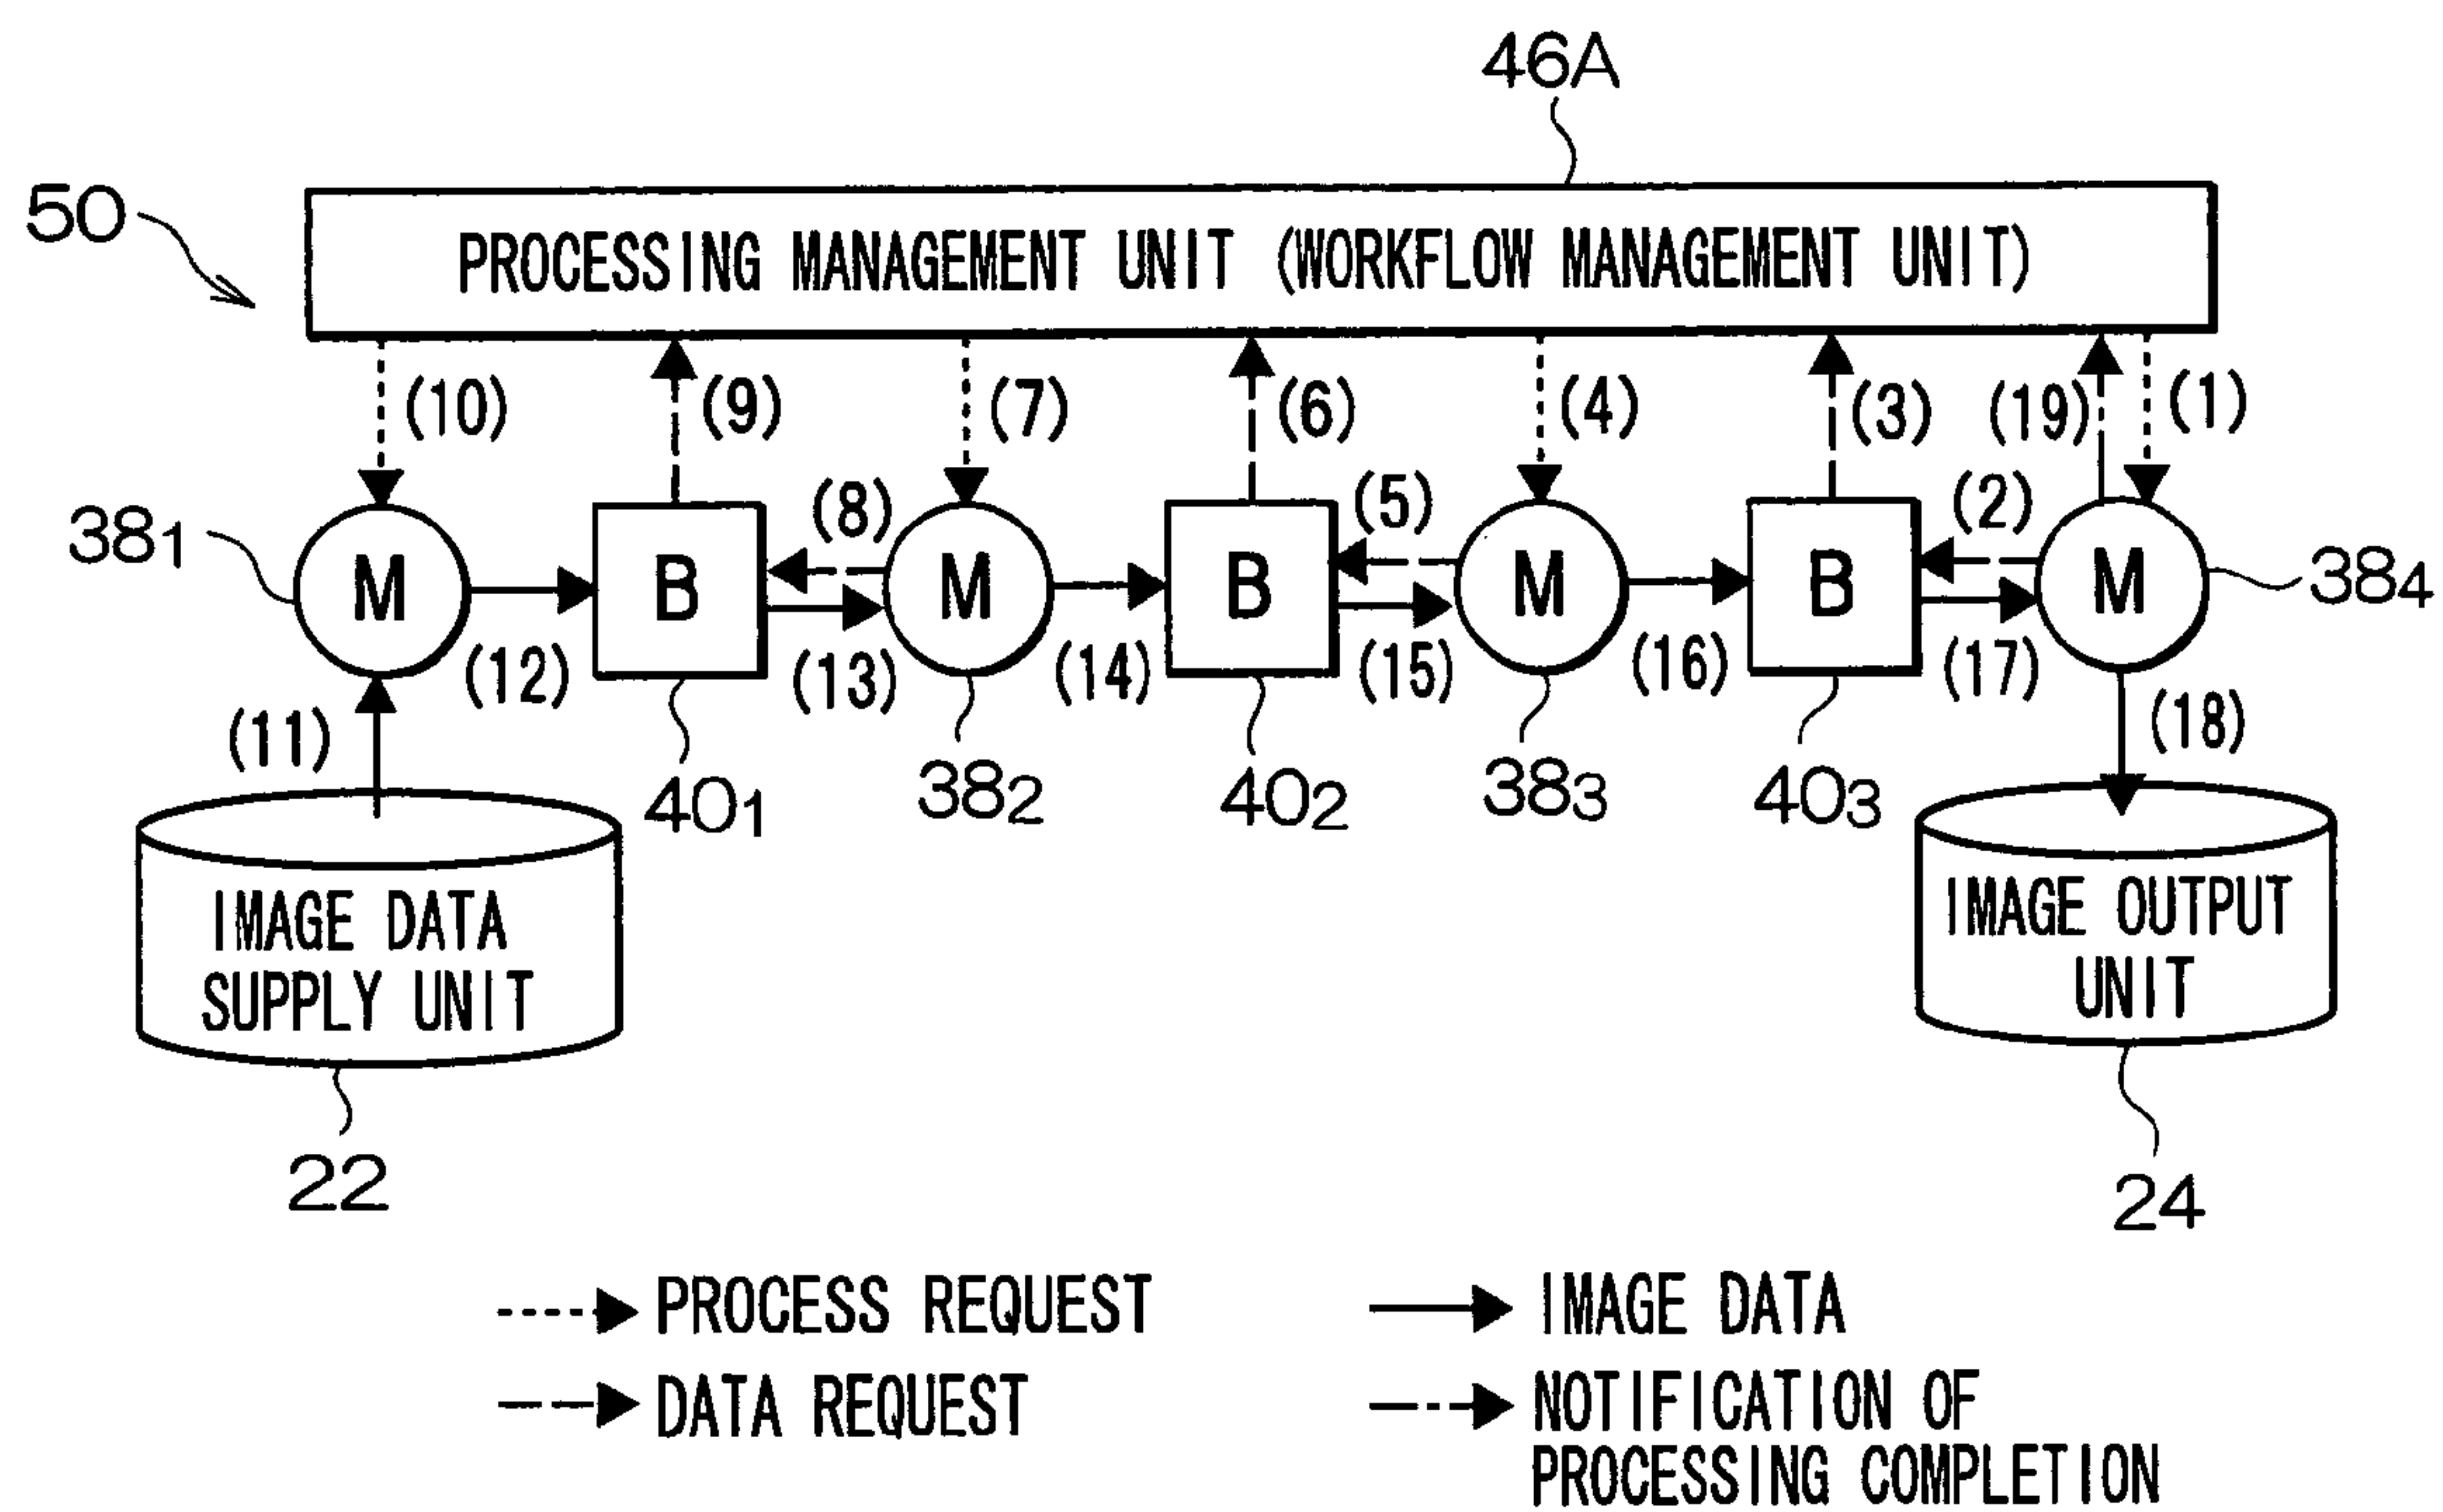 46A
50
PROCESSING MANAGEMENT UNIT (WORKFLOW MANAGEMENT UNIT)
(10) (9) (7) (6) (4) (3) (19) (1)
(8) (5) (2)
38₁ M B M B M B M 38₄
(12) (13) (14) (15) (16) (17)
(11) (18)
40₁ 38₂ 40₂ 38₃ 40₃
IMAGE DATA
SUPPLY UNIT
IMAGE OUTPUT
UNIT
22
24
PROCESS REQUEST
DATA REQUEST
IMAGE DATA
NOTIFICATION OF
PROCESSING COMPLETION